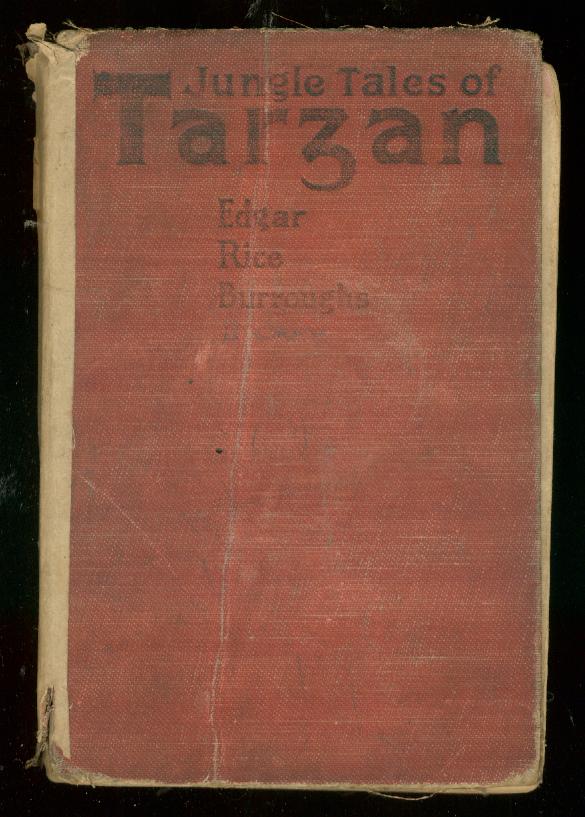 Jungle Tales of
Tarzan
Edgar
Rice
Burroughs